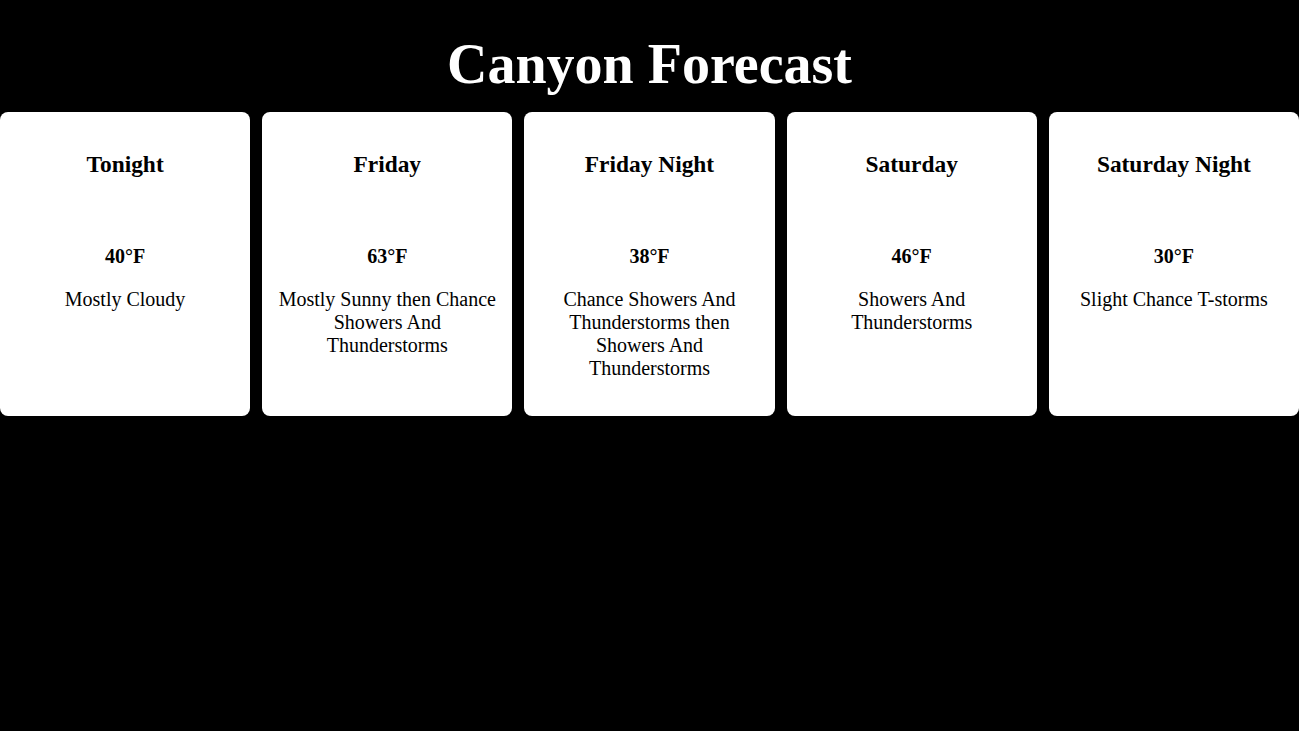 Canyon Forecast
Tonight
40°F
Mostly Cloudy
Friday
63°F
Mostly Sunny then Chance
Showers And
Thunderstorms
Friday Night
38°F
Chance Showers And
Thunderstorms then
Showers And
Thunderstorms
Saturday
46°F
Showers And
Thunderstorms
Saturday Night
30°F
Slight Chance T-storms